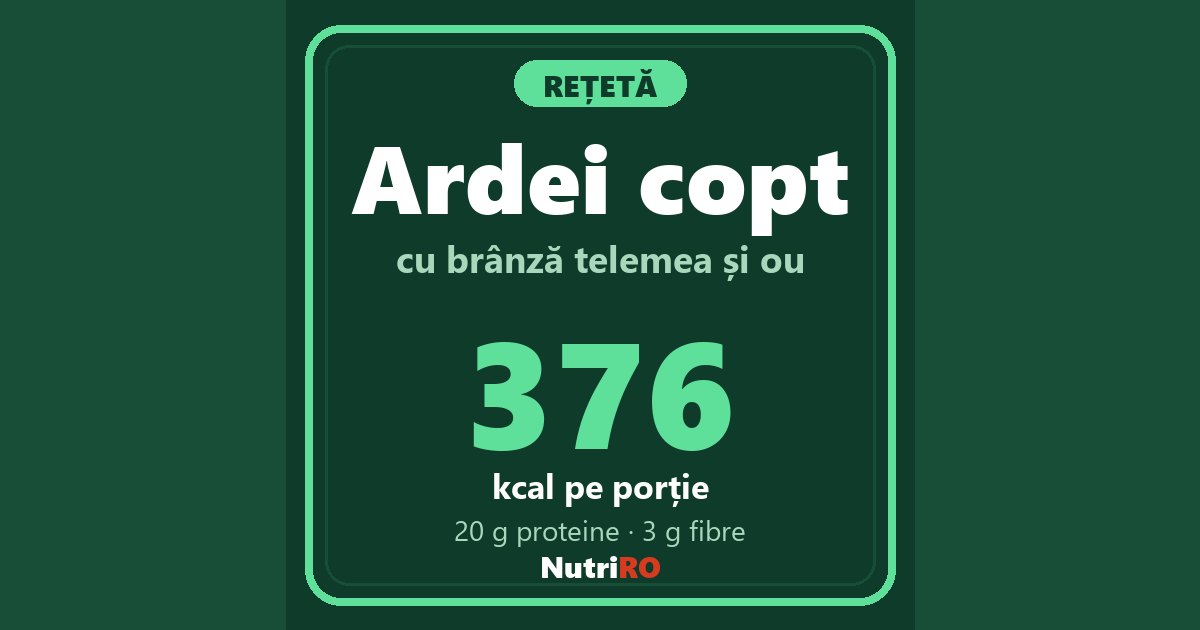 REȚETĂ
Ardei copt
cu brânză telemea și ou
376
kcal pe porție
20 g proteine · 3 g fibre
NutriRO